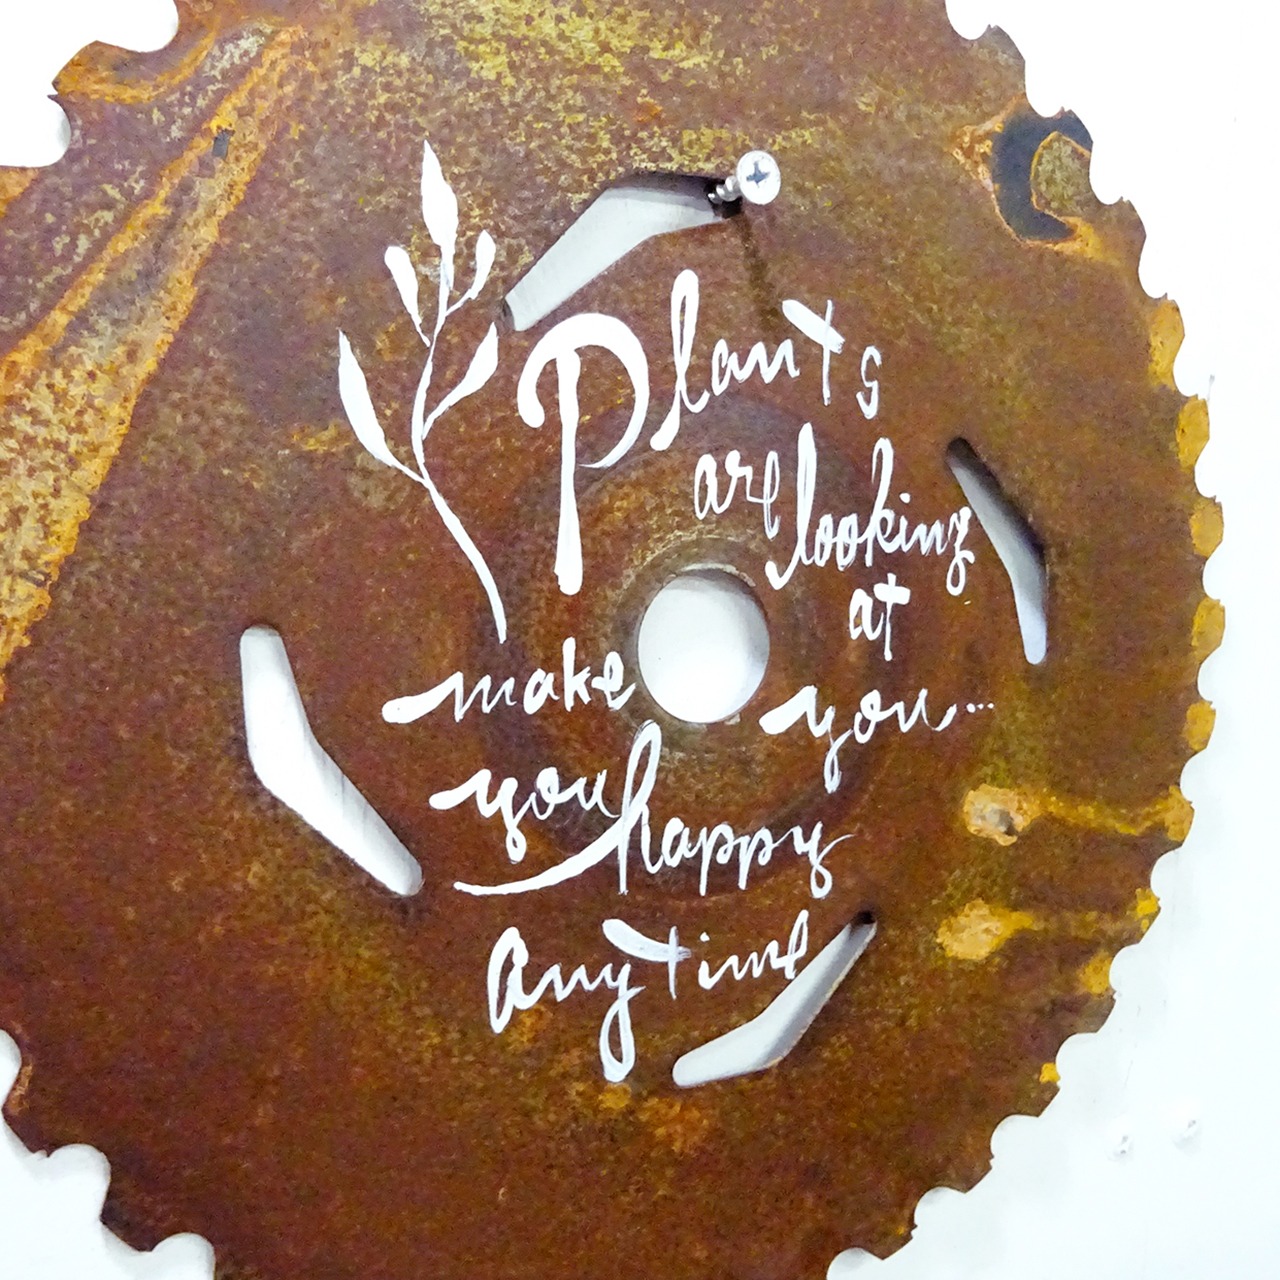 Plants
are looking
at
you...
make
you happy
anytime